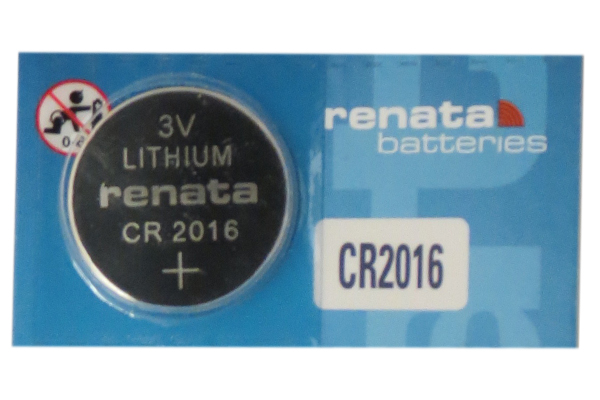 3V
LITHIUM
renata
CR 2016
+
renata
batteries
CR2016